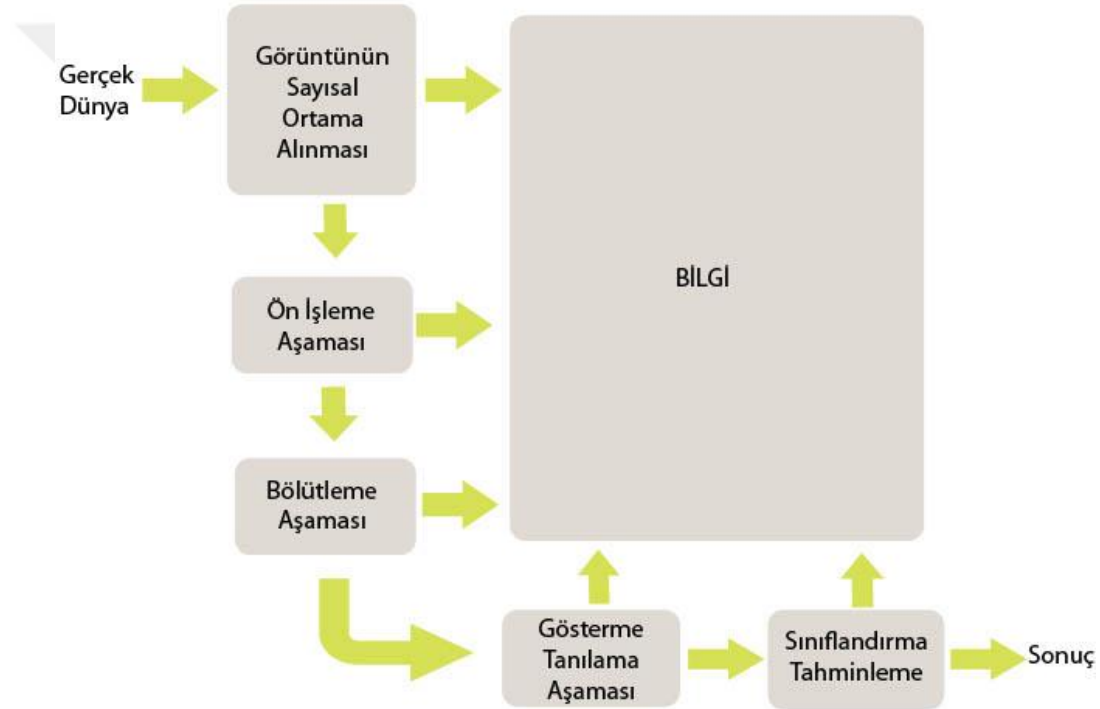 Gerçek
Dünya
Görüntünün
Sayısal
Ortama
Alınması
Ön İşleme
Aşaması
BİLGİ
Bölütleme
Aşaması
Gösterme
Tanılama
Aşaması
Sınıflandırma
Tahminleme
Sonuç